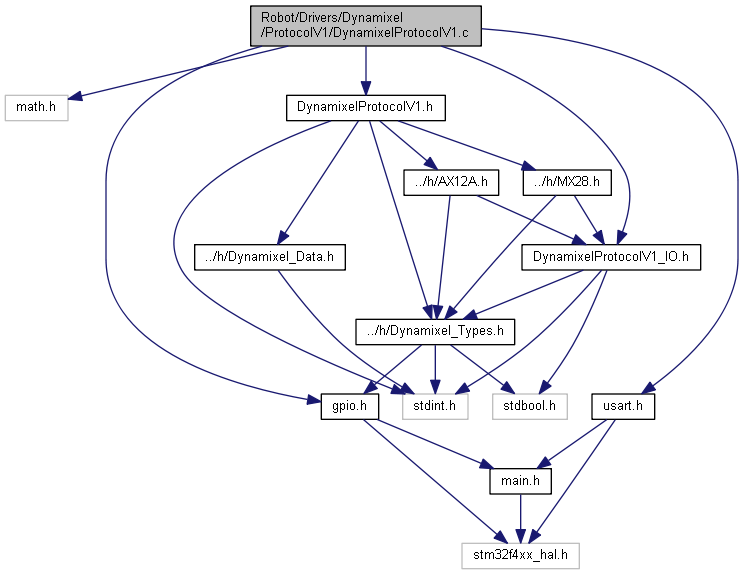 Robot/Drivers/Dynamixel
/ProtocolV1/DynamixelProtocolV1.c
math.h
DynamixelProtocolV1.h
../h/AX12A.h
../h/MX28.h
../h/Dynamixel_Data.h
DynamixelProtocolV1_IO.h
../h/Dynamixel_Types.h
gpio.h
stdint.h
stdbool.h
usart.h
main.h
stm32f4xx_hal.h